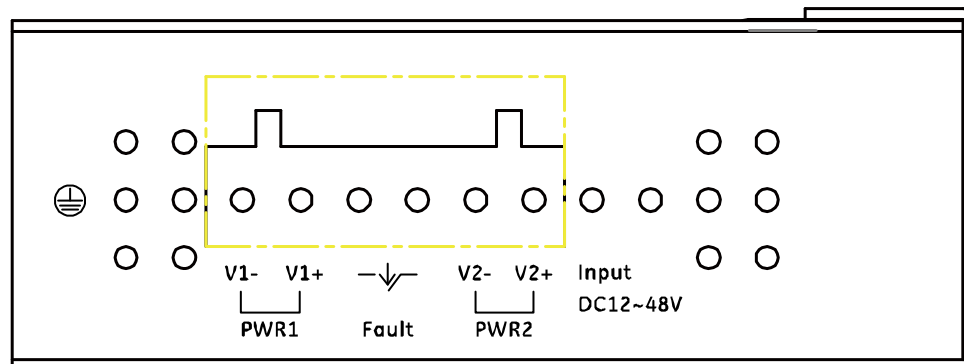 V1- V1+ V2- V2+ Input
DC12~48V
PWR1 Fault PWR2